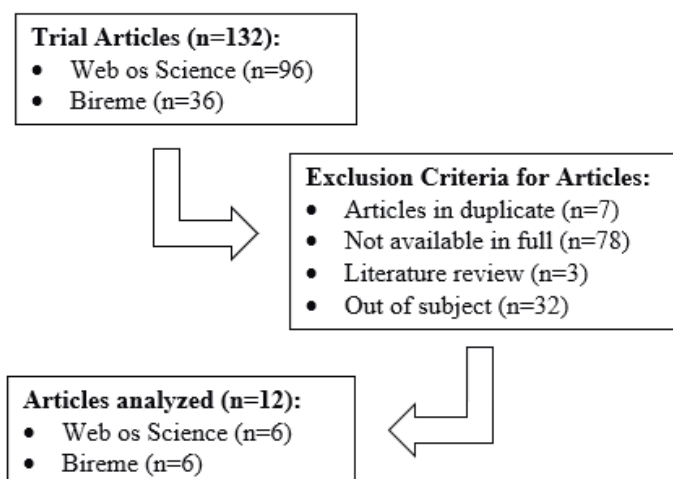 Trial Articles (n=132):
• Web os Science (n=96)
• Bireme (n=36)
Exclusion Criteria for Articles:
• Articles in duplicate (n=7)
• Not available in full (n=78)
• Literature review (n=3)
• Out of subject (n=32)
Articles analyzed (n=12):
• Web os Science (n=6)
• Bireme (n=6)